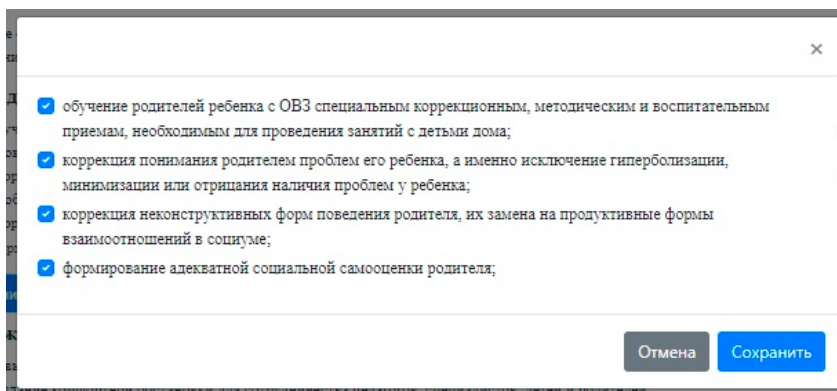 ×
обучение родителей ребенка с ОВЗ специальным коррекционным, методическим и воспитательным
приемам, необходимым для проведения занятий с детьми дома;
коррекция понимания родителем проблем его ребенка, а именно исключение гиперболизации,
минимизации или отрицания наличия проблем у ребенка;
коррекция неконструктивных форм поведения родителя, их замена на продуктивные формы
взаимоотношений в социуме;
формирование адекватной социальной самооценки родителя;
Отмена Сохранить